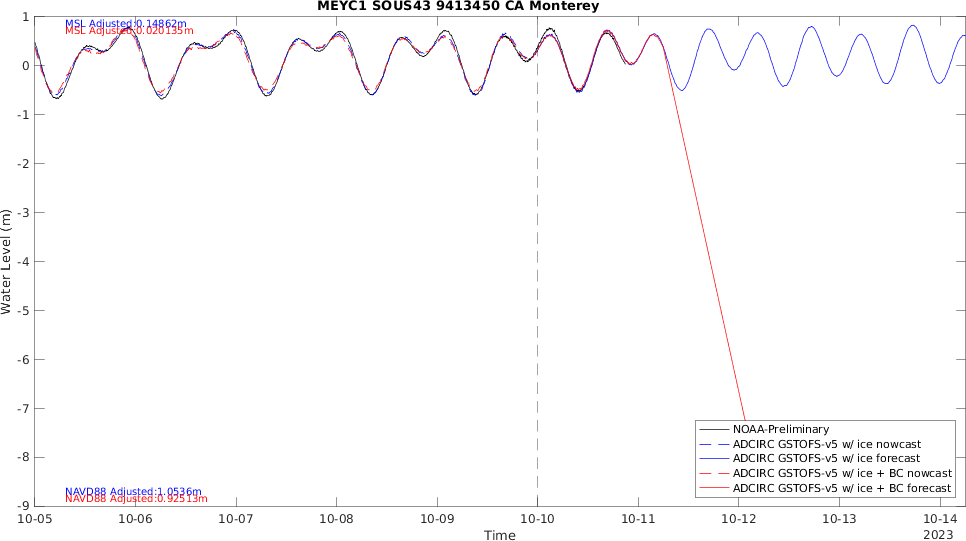 MEYC1 SOUS43 9413450 CA Monterey
MSL Adjusted:0.14862m
MSL Adjusted:0.020135m
1
0
-1
-2
-3
-4
-5
-6
-7
-8
-9
Water Level (m)
NAVD88 Adjusted:1.0536m
NAVD88 Adjusted:0.92513m
NOAA-Preliminary
ADCIRC GSTOFS-v5 w/ ice nowcast
ADCIRC GSTOFS-v5 w/ ice forecast
ADCIRC GSTOFS-v5 w/ ice + BC nowcast
ADCIRC GSTOFS-v5 w/ ice + BC forecast
10-05 10-06 10-07 10-08 10-09 10-10 10-11 10-12 10-13 10-14
Time
2023